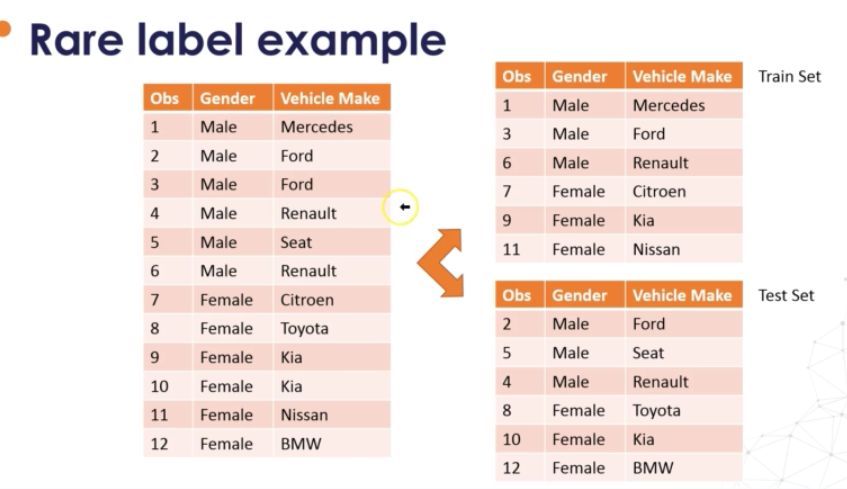 Rare label example
Obs Gender Vehicle Make
1 Male Mercedes
2 Male Ford
3 Male Ford
4 Male Renault
5 Male Seat
6 Male Renault
7 Female Citroen
8 Female Toyota
9 Female Kia
10 Female Kia
11 Female Nissan
12 Female BMW
Obs Gender Vehicle Make Train Set
1 Male Mercedes
3 Male Ford
6 Male Renault
7 Female Citroen
9 Female Kia
11 Female Nissan
Obs Gender Vehicle Make Test Set
2 Male Ford
5 Male Seat
4 Male Renault
8 Female Toyota
10 Female Kia
12 Female BMW